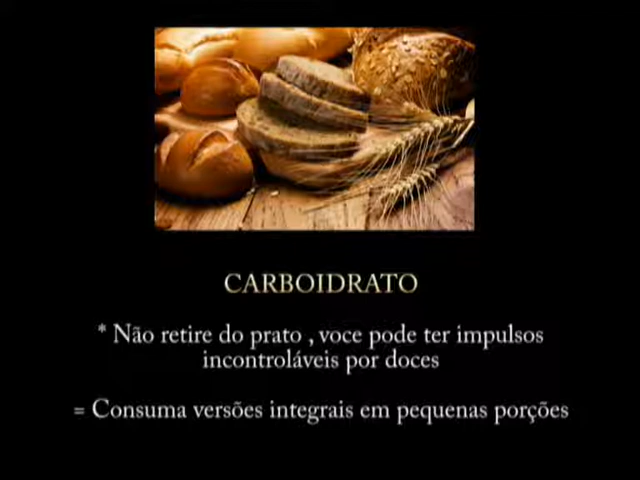 CARBOIDRATO
* Não retire do prato , voce pode ter impulsos
incontroláveis por doces
= Consuma versões integrais em pequenas porções